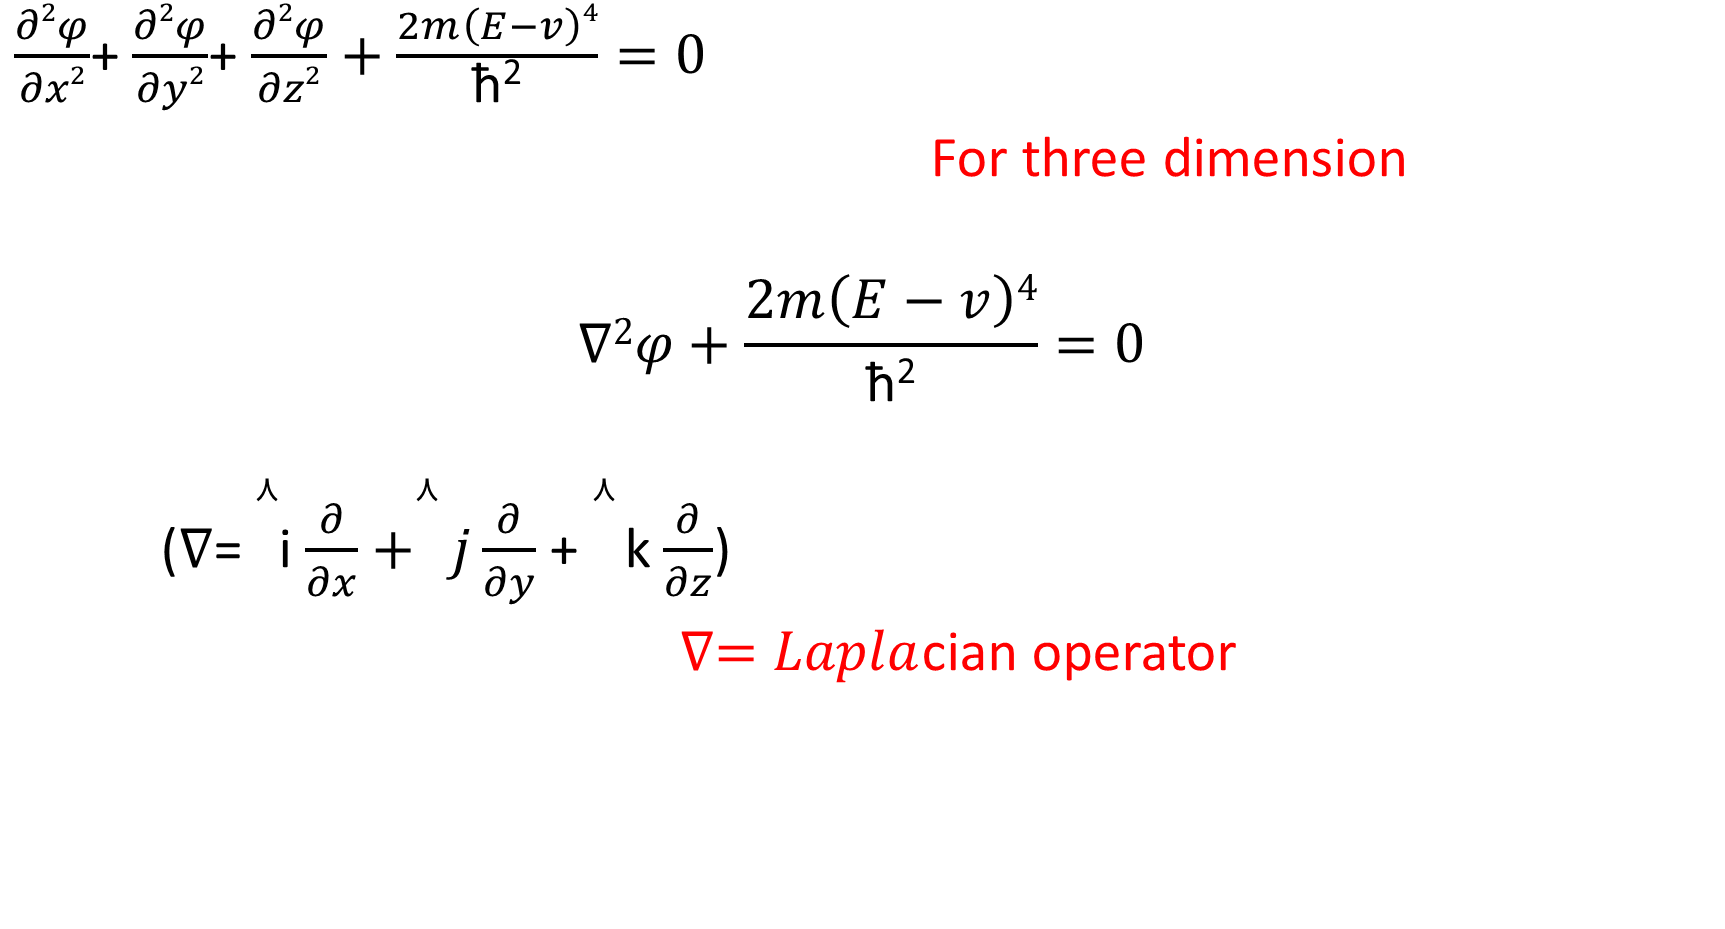 ∂²φ/∂x² + ∂²φ/∂y² + ∂²φ/∂z² + 2m(E−v)⁴/ħ² = 0
For three dimension
∇²φ + 2m(E − v)⁴/ħ² = 0
(∇= î ∂/∂x + ĵ ∂/∂y + k̂ ∂/∂z)
∇= Laplacian operator